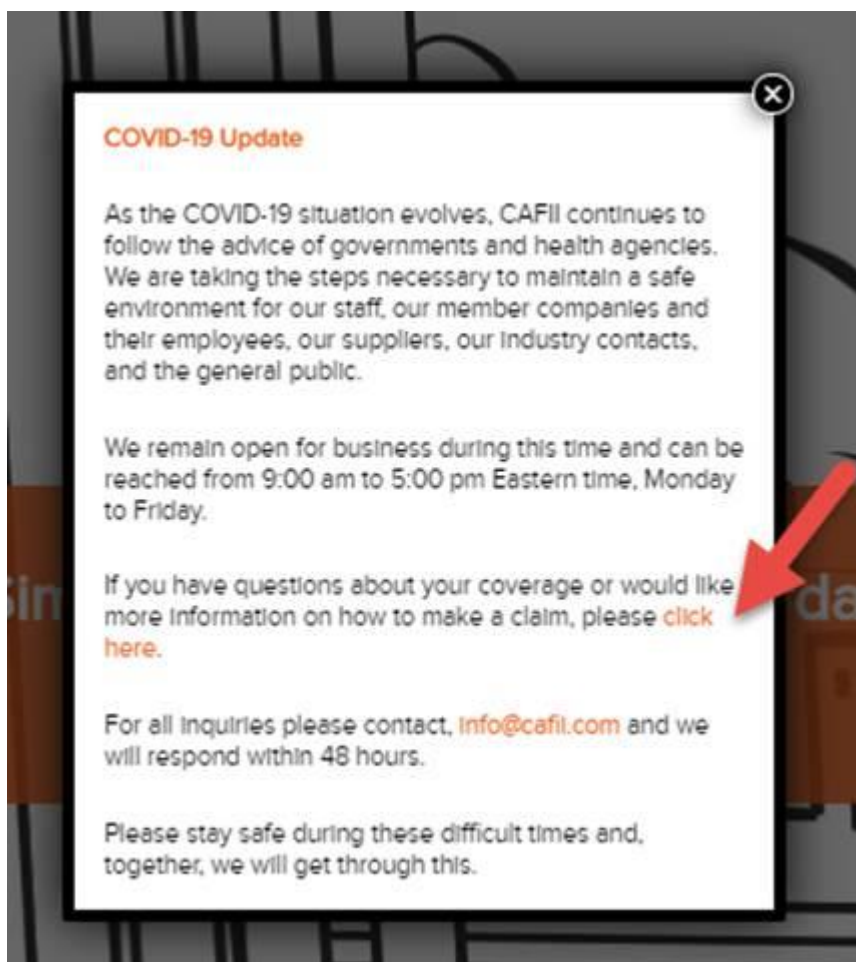 COVID-19 Update
As the COVID-19 situation evolves, CAFII continues to
follow the advice of governments and health agencies.
We are taking the steps necessary to maintain a safe
environment for our staff, our member companies and
their employees, our suppliers, our industry contacts,
and the general public.
We remain open for business during this time and can be
reached from 9:00 am to 5:00 pm Eastern time, Monday
to Friday.
If you have questions about your coverage or would like
more information on how to make a claim, please click
here.
For all inquiries please contact, info@cafii.com and we
will respond within 48 hours.
Please stay safe during these difficult times and,
together, we will get through this.